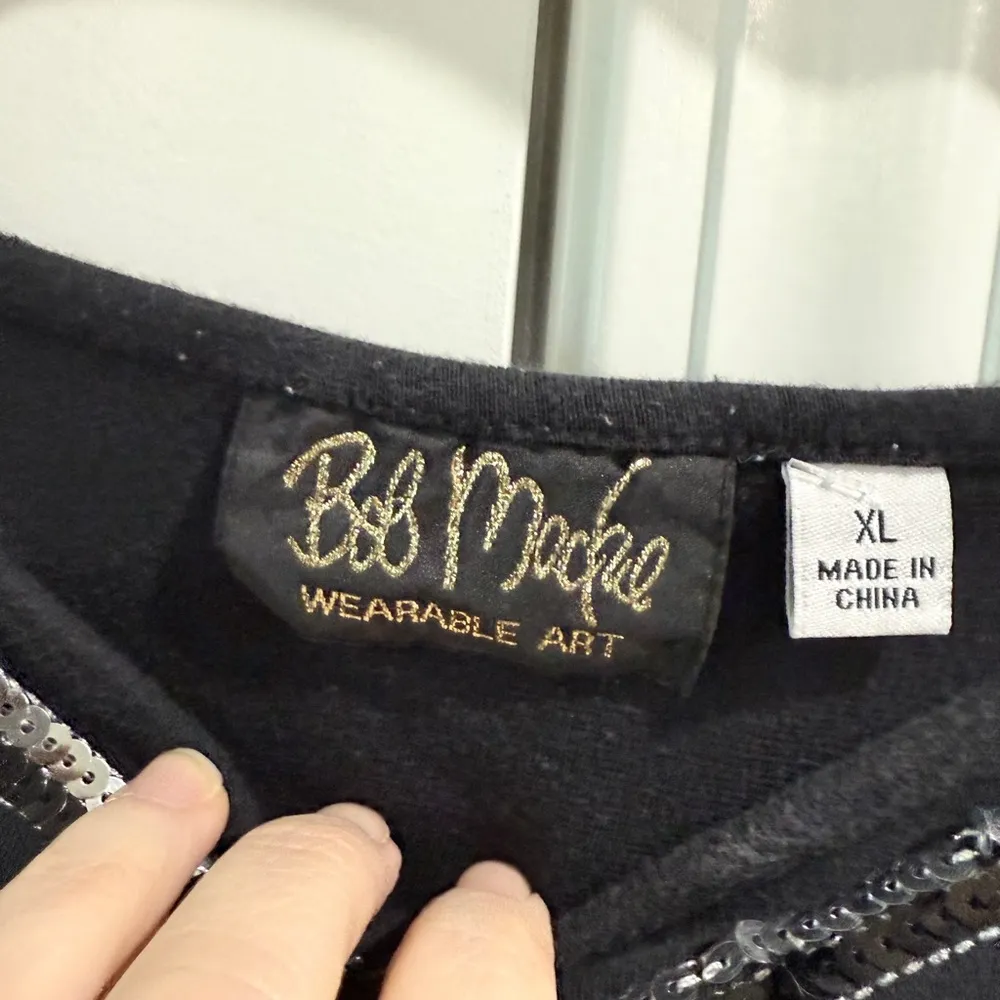 Bob Mackie
WEARABLE ART
XL
MADE IN
CHINA